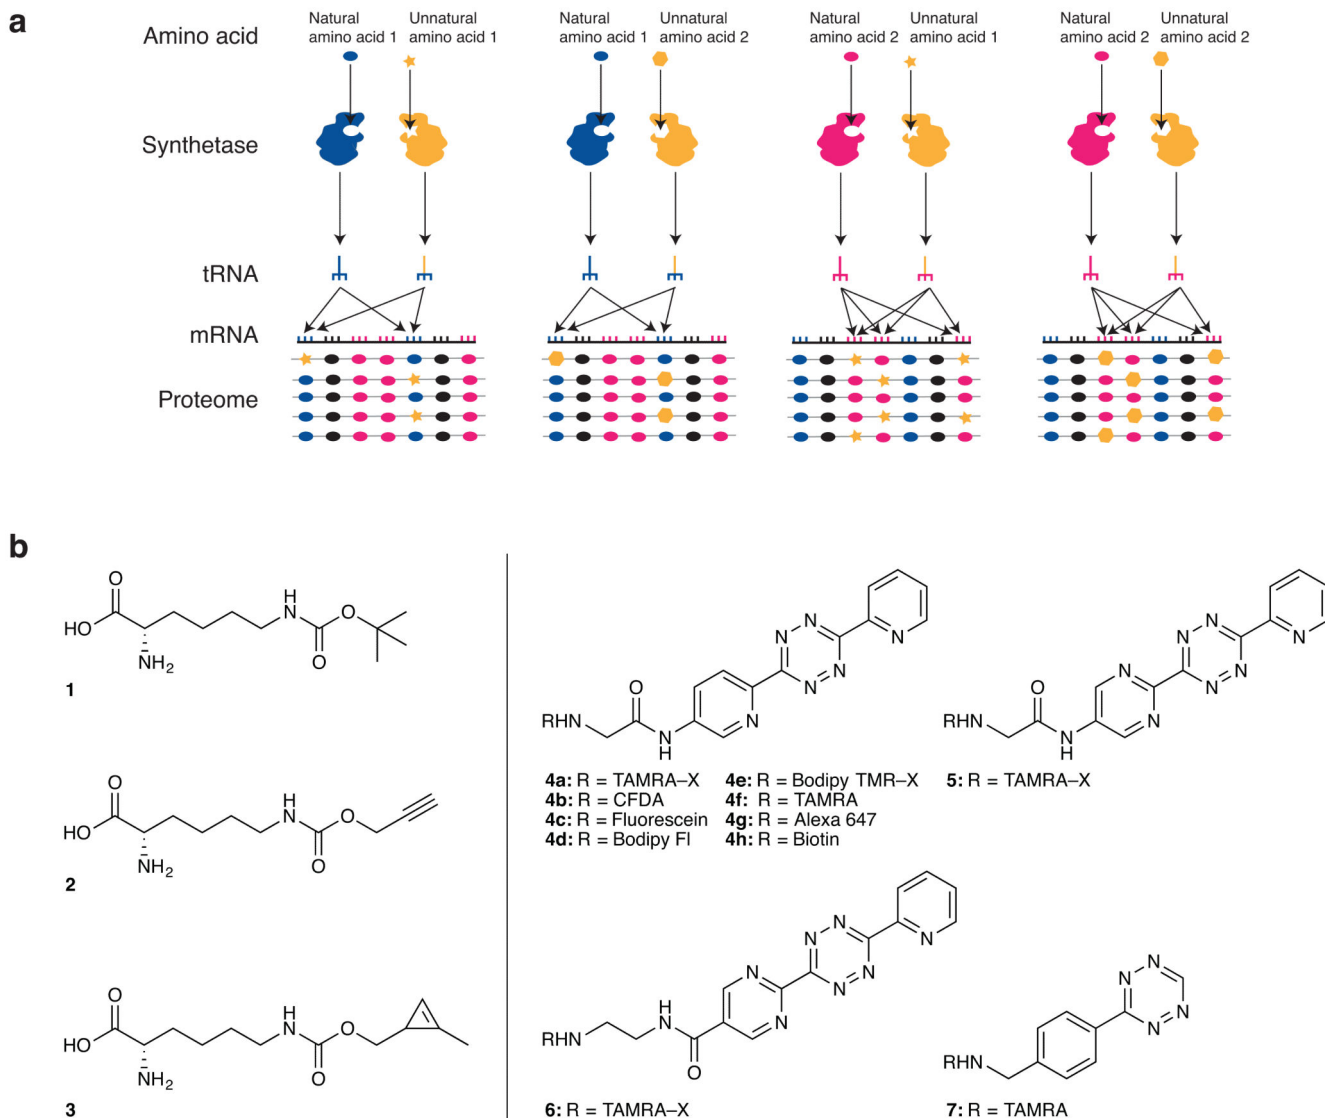 a
Amino acid
Natural amino acid 1
Unnatural amino acid 1
Natural amino acid 1
Unnatural amino acid 2
Natural amino acid 2
Unnatural amino acid 1
Natural amino acid 2
Unnatural amino acid 2
Synthetase
tRNA
mRNA
Proteome
b
O
HO
NH2
H
N
O
O
1
O
HO
NH2
H
N
O
O
2
O
HO
NH2
H
N
O
O
3
RHN
O
N
H
N
N
N
N
N
N
4a: R = TAMRA–X
4b: R = CFDA
4c: R = Fluorescein
4d: R = Bodipy Fl
4e: R = Bodipy TMR–X
4f: R = TAMRA
4g: R = Alexa 647
4h: R = Biotin
RHN
O
N
H
N
N
N
N
N
N
N
5: R = TAMRA–X
RHN
H
N
O
N
N
N
N
N
N
N
6: R = TAMRA–X
RHN
N
N
N
N
7: R = TAMRA